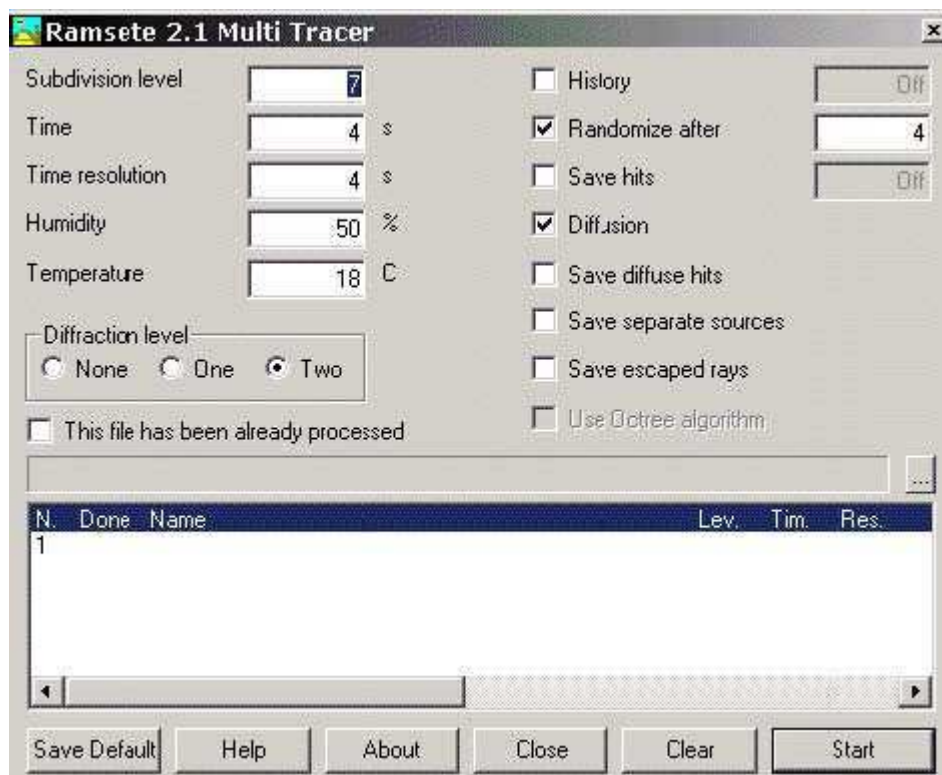 Ramsete 2.1 Multi Tracer
Subdivision level 7
Time 4 s
Time resolution 4 s
Humidity 50 %
Temperature 18 C
Diffraction level
None One Two
This file has been already processed
History Off
Randomize after 4
Save hits Off
Diffusion
Save diffuse hits
Save separate sources
Save escaped rays
Use Octree algorithm
...
N. Done Name Lev. Tim. Res.
1
Save Default Help About Close Clear Start